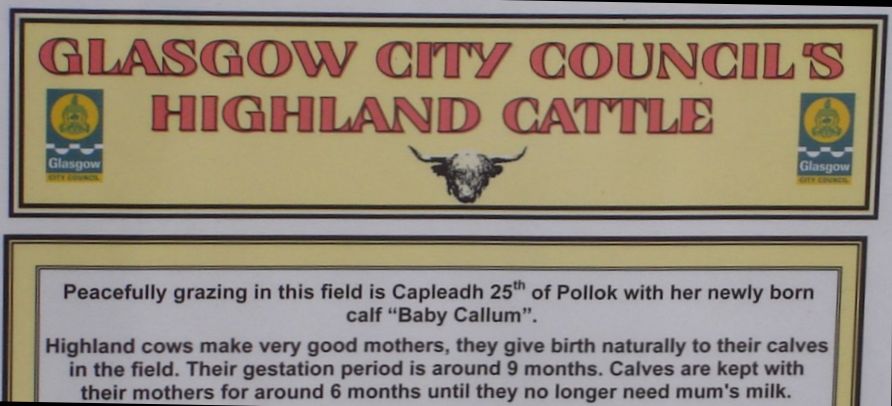 GLASGOW CITY COUNCIL'S
HIGHLAND CATTLE
Glasgow
CITY COUNCIL
Glasgow
CITY COUNCIL
Peacefully grazing in this field is Capleadh 25th of Pollok with her newly born
calf “Baby Callum”.
Highland cows make very good mothers, they give birth naturally to their calves
in the field. Their gestation period is around 9 months. Calves are kept with
their mothers for around 6 months until they no longer need mum's milk.